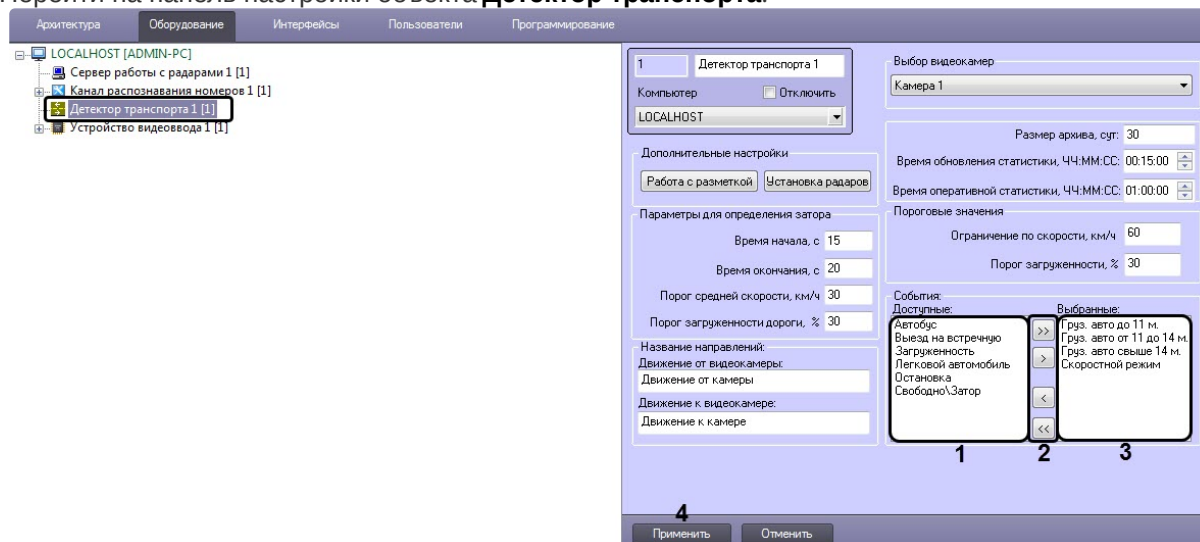 Перейти на панель настройки объекта Детектор транспорта.
Архитектура Оборудование Интерфейсы Пользователи Программирование
LOCALHOST [ADMIN-PC]
Сервер работы с радарами 1 [1]
Канал распознавания номеров 1 [1]
Детектор транспорта 1 [1]
Устройство видеоввода 1 [1]
1 Детектор транспорта 1
Компьютер Отключить
LOCALHOST
Дополнительные настройки
Работа с разметкой Установка радаров
Параметры для определения затора
Время начала, с 15
Время окончания, с 20
Порог средней скорости, км/ч 30
Порог загруженности дороги, % 30
Название направлений:
Движение от видеокамеры:
Движение от камеры
Движение к видеокамере:
Движение к камере
Выбор видеокамер
Камера 1
Размер архива, сут: 30
Время обновления статистики, ЧЧ:ММ:СС: 00:15:00
Время оперативной статистики, ЧЧ:ММ:СС: 01:00:00
Пороговые значения
Ограничение по скорости, км/ч 60
Порог загруженности, % 30
События:
Доступные:
Автобус
Выезд на встречную
Загруженность
Легковой автомобиль
Остановка
Свободно\Затор
>>
>
<
<<
Выбранные:
Груз. авто до 11 м.
Груз. авто от 11 до 14 м.
Груз. авто свыше 14 м.
Скоростной режим
1 2 3
4
Применить Отменить